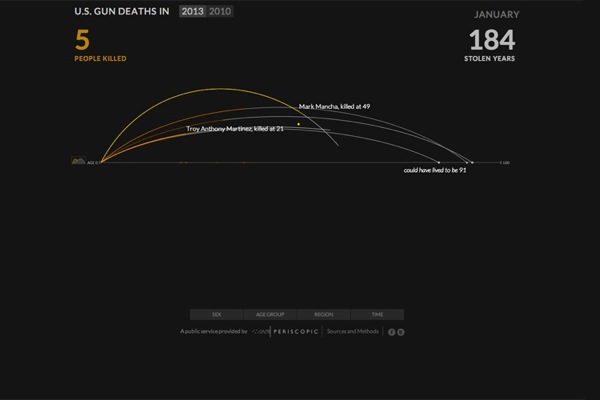 U.S. GUN DEATHS IN 2013 2010
JANUARY
5
PEOPLE KILLED
184
STOLEN YEARS
Mark Mancha, killed at 49
Troy Anthony Martinez, killed at 21
AGE 0
100
could have lived to be 91
SEX AGE GROUP REGION TIME
A public service provided by PERISCOPIC Sources and Methods